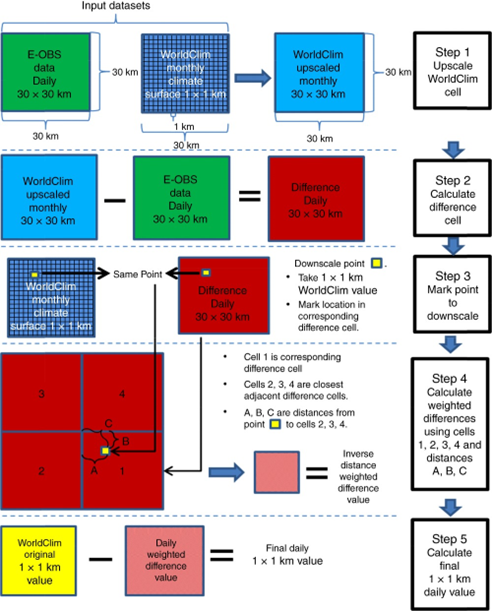 Input datasets
E-OBS
data
Daily
30 × 30 km
30 km
30 km
WorldClim
monthly
climate
surface 1 × 1 km
1 km
30 km
WorldClim
upscaled
monthly
30 × 30 km
30 km
30 km
Step 1
Upscale
WorldClim
cell
WorldClim
upscaled
monthly
30 × 30 km
E-OBS
data
Daily
30 × 30 km
Difference
Daily
30 × 30 km
Step 2
Calculate
difference
cell
WorldClim
monthly
climate
surface 1 × 1 km
Same Point
Difference
Daily
30 × 30 km
Downscale point .
• Take 1 × 1 km
WorldClim value
• Mark location in
corresponding
difference cell.
Step 3
Mark point
to
downscale
3
4
2
1
C
B
A
• Cell 1 is corresponding
difference cell
• Cells 2, 3, 4 are closest
adjacent difference cells.
• A, B, C are distances from
point to cells 2, 3, 4.
Inverse
distance
weighted
difference
value
Step 4
Calculate
weighted
differences
using cells
1, 2, 3, 4 and
distances
A, B, C
WorldClim
original
1 × 1 km
value
Daily
weighted
difference
value
Final daily
1 × 1 km value
Step 5
Calculate
final
1 × 1 km
daily value